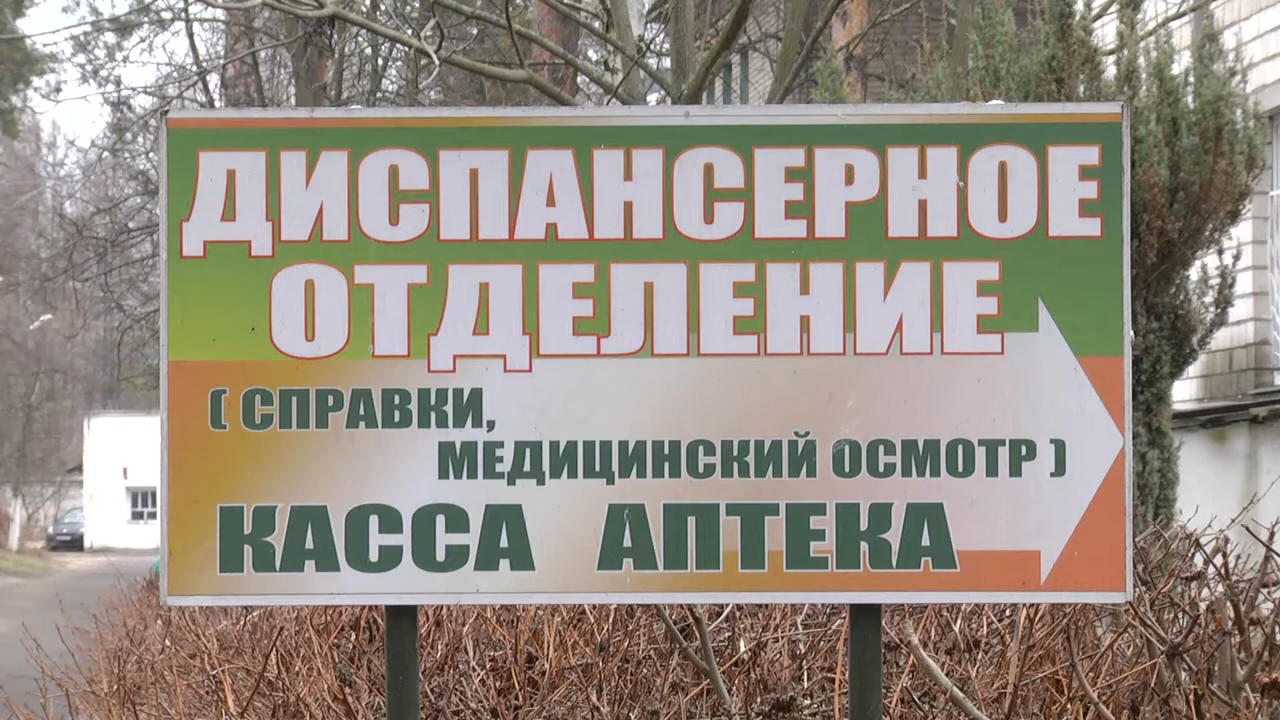 ДИСПАНСЕРНОЕ
ОТДЕЛЕНИЕ
( СПРАВКИ,
МЕДИЦИНСКИЙ ОСМОТР )
КАССА АПТЕКА